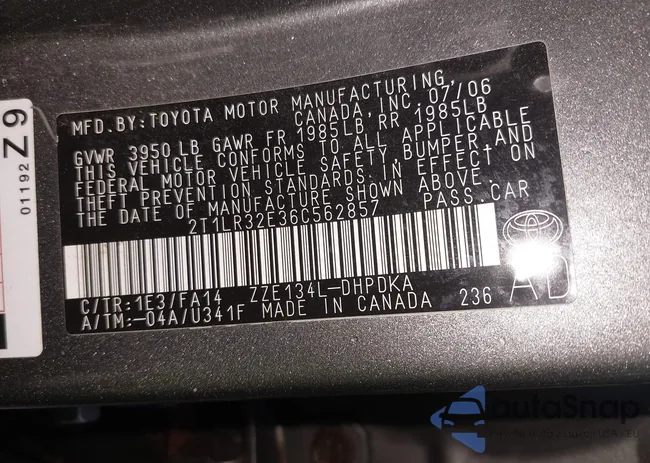 MFD.BY:TOYOTA MOTOR MANUFACTURING,
CANADA, INC. 07/06
GVWR 3950 LB GAWR FR 1985LB, RR 1985LB
THIS VEHICLE CONFORMS TO ALL APPLICABLE
FEDERAL MOTOR VEHICLE SAFETY, BUMPER, AND
THEFT PREVENTION STANDARDS IN EFFECT ON
THE DATE OF MANUFACTURE SHOWN ABOVE.
2T1LR32E36C562857 PASS.CAR
C/TR:1E3/FA14 ZZE134L-DHPDKA
A/TM:-04A/U341F MADE IN CANADA 236
AD
Z9
01192
autoSnap